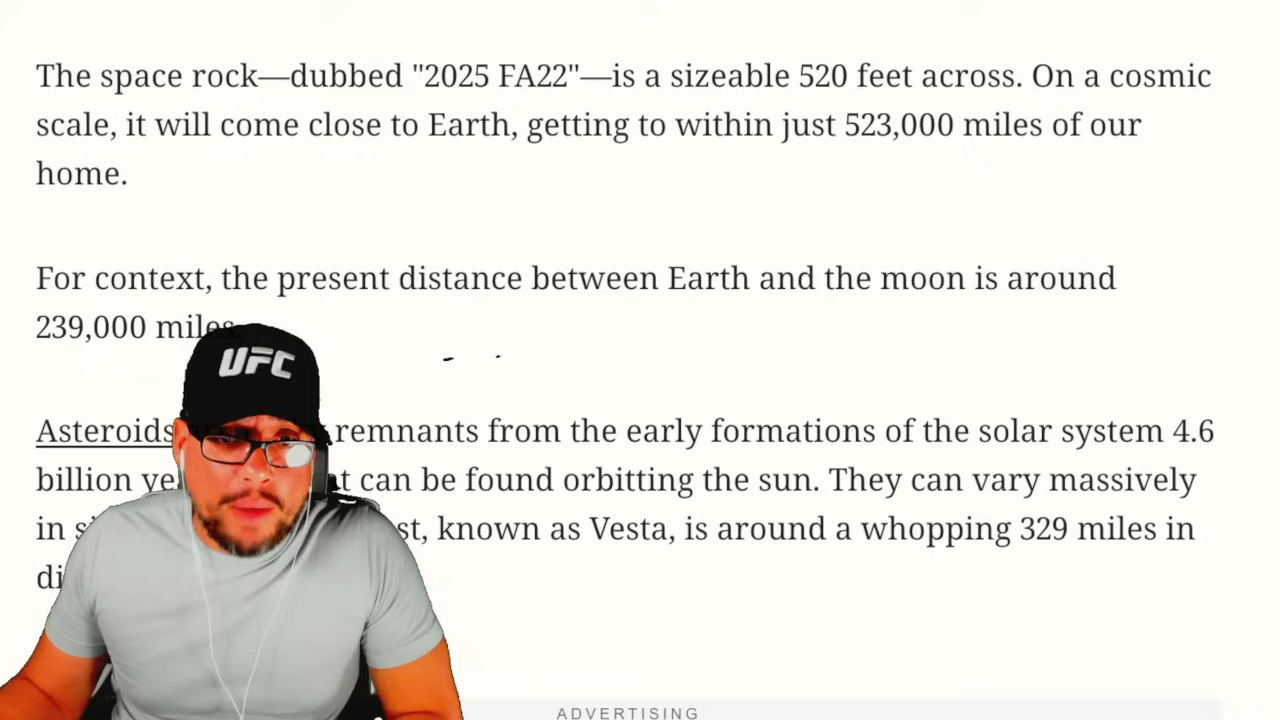 The space rock—dubbed "2025 FA22"—is a sizeable 520 feet across. On a cosmic
scale, it will come close to Earth, getting to within just 523,000 miles of our
home.
For context, the present distance between Earth and the moon is around
239,000 miles.
UFC
Asteroids remnants from the early formations of the solar system 4.6
billion can be found orbitting the sun. They can vary massively
in known as Vesta, is around a whopping 329 miles in
ADVERTISING